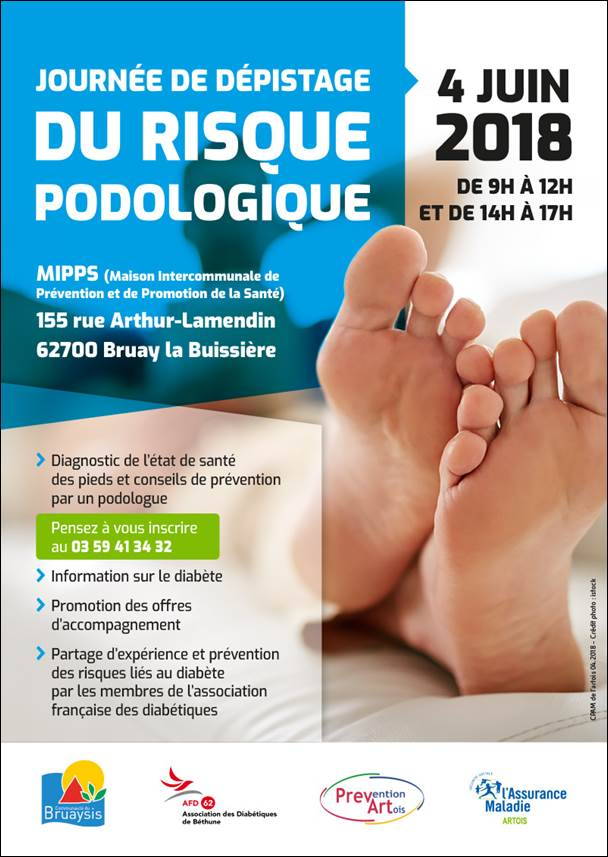 JOURNÉE DE DÉPISTAGE
DU RISQUE
PODOLOGIQUE
4 JUIN
2018
DE 9H À 12H
ET DE 14H À 17H
MIPPS (Maison Intercommunale de
Prévention et de Promotion de la Santé)
155 rue Arthur-Lamendin
62700 Bruay la Buissière
Diagnostic de l'état de santé
des pieds et conseils de prévention
par un podologue
Pensez à vous inscrire
au 03 59 41 34 32
Information sur le diabète
Promotion des offres
d'accompagnement
Partage d'expérience et prévention
des risques liés au diabète
par les membres de l'association
française des diabétiques
CPAM de l'artois 04.2018 - Crédit photo : istock
Communauté du
Bruaysis
AFD 62
Association des Diabétiques
de Béthune
Prevention
Artois
l'Assurance
Maladie
ARTOIS